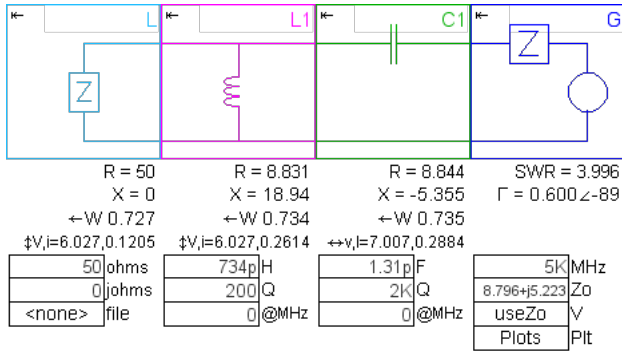 ⇤ L ⇤ L1 ⇤ C1 ⇤ G
Z Z
R = 50 R = 8.831 R = 8.844 SWR = 3.996
X = 0 X = 18.94 X = -5.355 Γ = 0.600∠-89
←W 0.727 ←W 0.734 ←W 0.735
↕V,i=6.027,0.1205 ↕V,i=6.027,0.2614 ↔v,I=7.007,0.2884
50 ohms 734p H 1.31p F 5K MHz
0 johms 200 Q 2K Q 8.796+j5.223 Zo
<none> file 0 @MHz 0 @MHz useZo V
Plots Plt